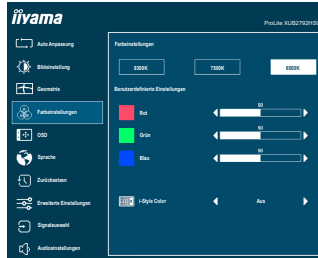 iiyama
ProLite XUB2792HSU
Auto Anpassung
Bildeinstellung
Geometrie
Farbeinstellungen
OSD
Sprache
Zurücksetzen
Erweiterte Einstellungen
Signalauswahl
Audioeinstellungen
Farbeinstellungen
9300K
7500K
6500K
Benutzerdefinierte Einstellungen
50
Rot
50
Grün
50
Blau
i-Style Color
Aus